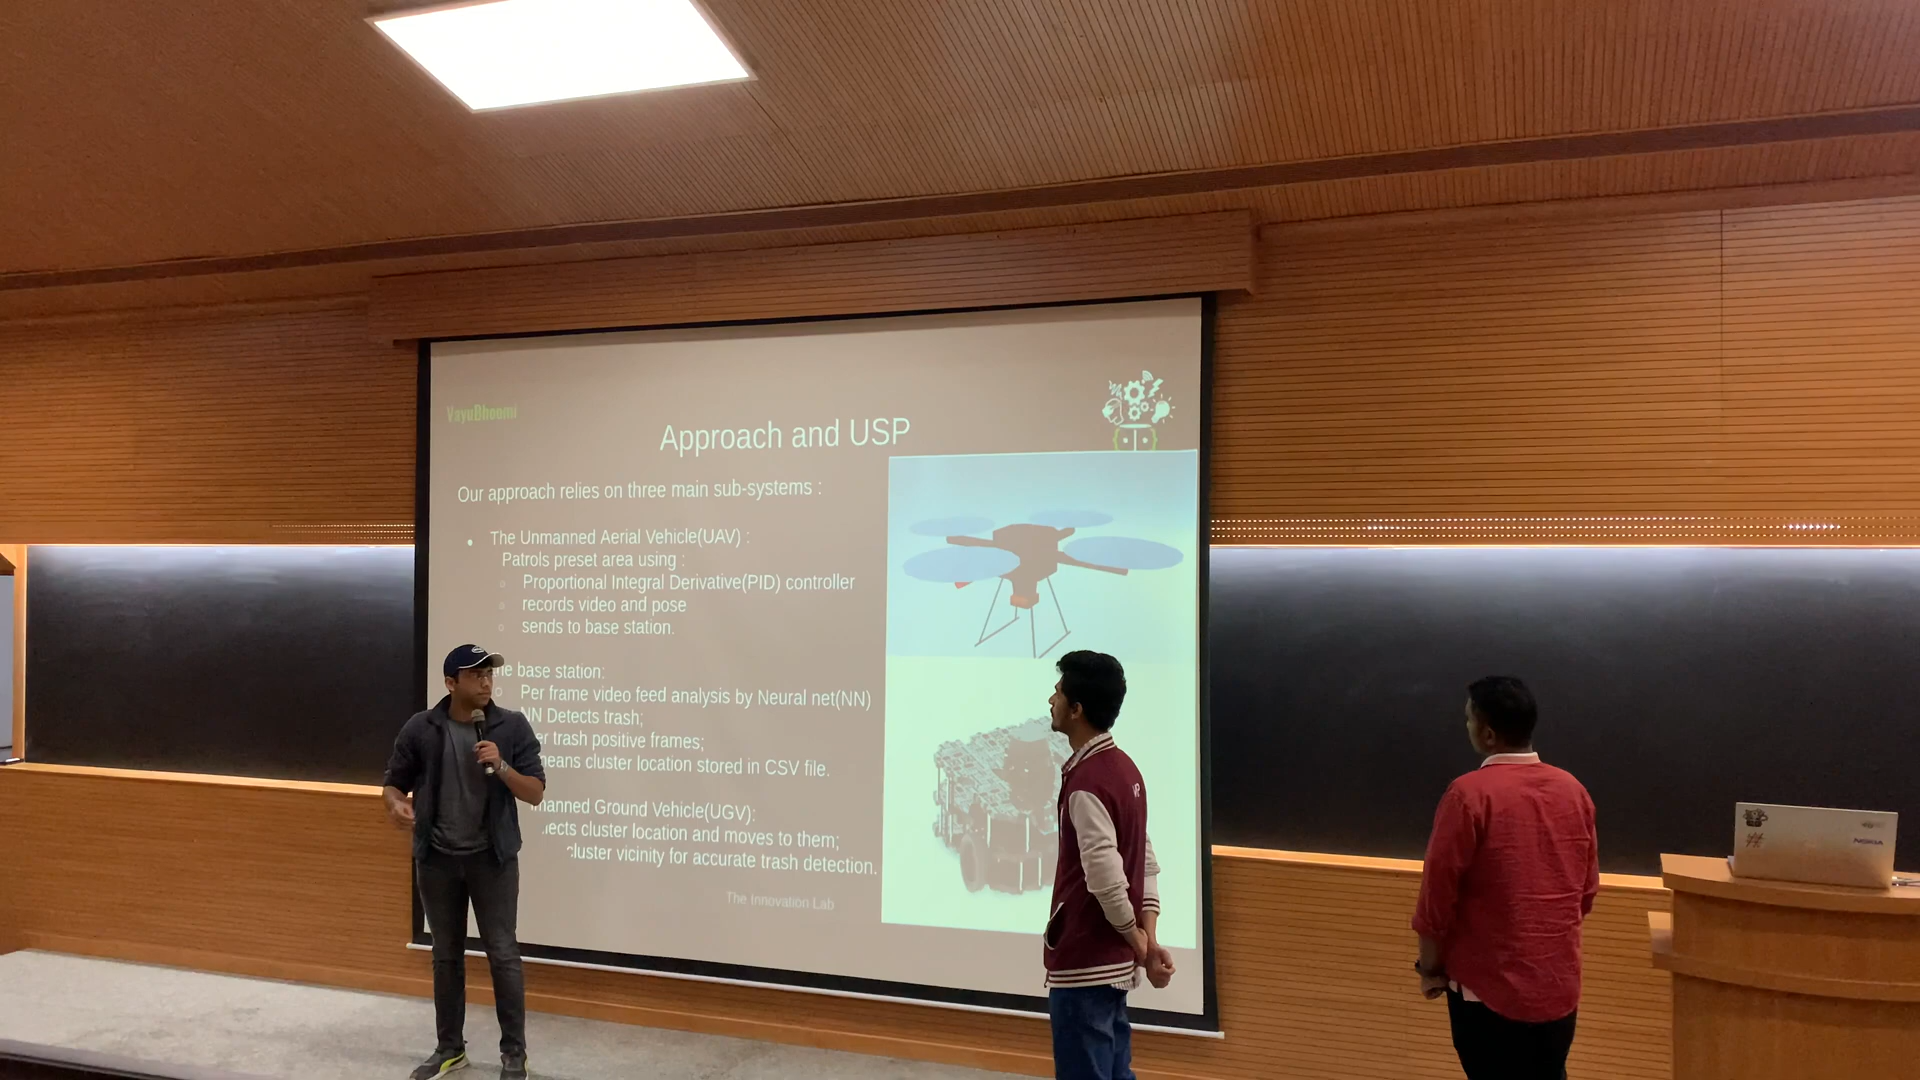 VayuBhoomi
Approach and USP
Our approach relies on three main sub-systems :
The Unmanned Aerial Vehicle(UAV) :
Patrols preset area using :
Proportional Integral Derivative(PID) controller
records video and pose
sends to base station.
base station:
Per frame video feed analysis by Neural net(NN)
NN Detects trash;
trash positive frames;
means cluster location stored in CSV file.
Ground Vehicle(UGV):
cluster location and moves to them;
cluster vicinity for accurate trash detection.
The Innovation Lab
NOKIA